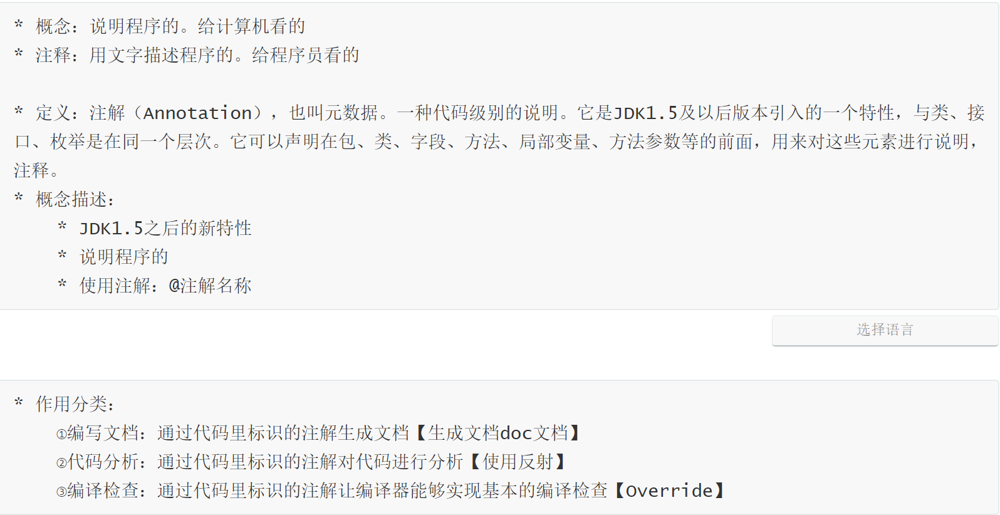 * 概念：说明程序的。给计算机看的
* 注释：用文字描述程序的。给程序员看的
* 定义：注解（Annotation），也叫元数据。一种代码级别的说明。它是JDK1.5及以后版本引入的一个特性，与类、接
口、枚举是在同一个层次。它可以声明在包、类、字段、方法、局部变量、方法参数等的前面，用来对这些元素进行说明，
注释。
* 概念描述：
* JDK1.5之后的新特性
* 说明程序的
* 使用注解：@注解名称
选择语言
* 作用分类：
①编写文档：通过代码里标识的注解生成文档【生成文档doc文档】
②代码分析：通过代码里标识的注解对代码进行分析【使用反射】
③编译检查：通过代码里标识的注解让编译器能够实现基本的编译检查【Override】